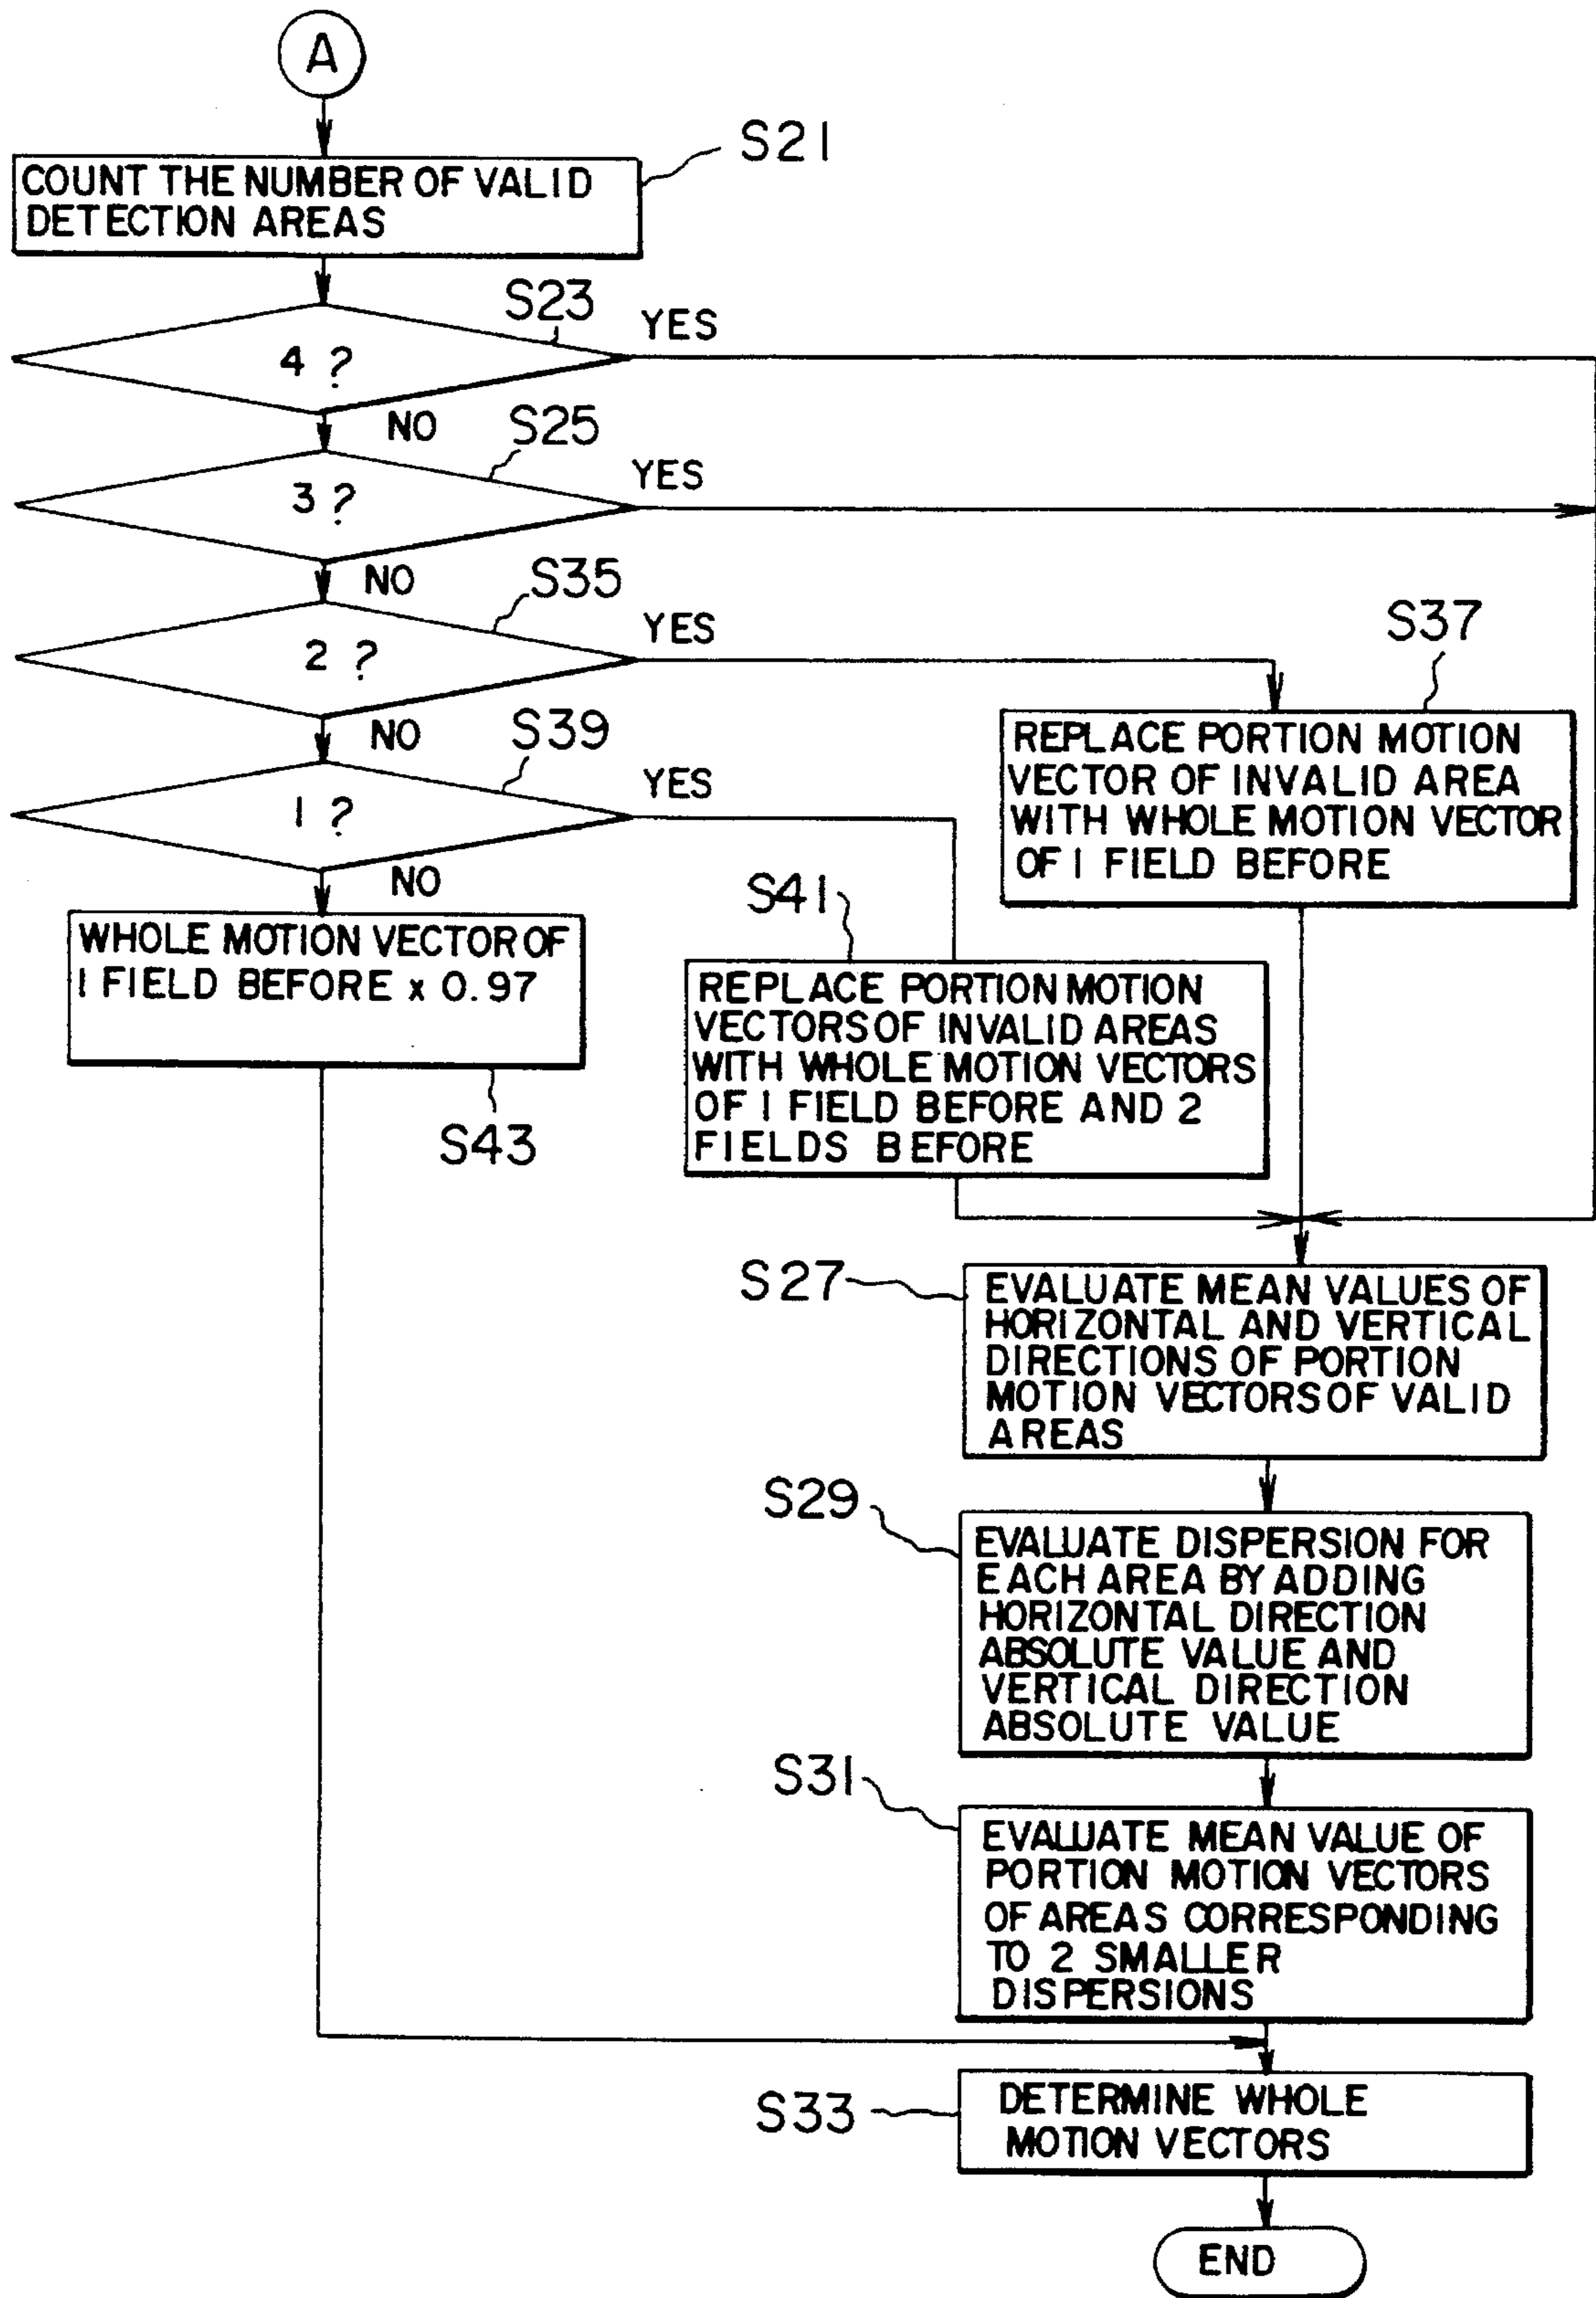 A
S21
COUNT THE NUMBER OF VALID
DETECTION AREAS
S23
YES
4 ?
NO
S25
YES
3 ?
NO
S35
YES
2 ?
NO
S37
REPLACE PORTION MOTION
VECTOR OF INVALID AREA
WITH WHOLE MOTION VECTOR
OF 1 FIELD BEFORE
S39
YES
1 ?
NO
S41
REPLACE PORTION MOTION
VECTORS OF INVALID AREAS
WITH WHOLE MOTION VECTORS
OF 1 FIELD BEFORE AND 2
FIELDS BEFORE
WHOLE MOTION VECTOR OF
1 FIELD BEFORE x 0.97
S43
S27
EVALUATE MEAN VALUES OF
HORIZONTAL AND VERTICAL
DIRECTIONS OF PORTION
MOTION VECTORS OF VALID
AREAS
S29
EVALUATE DISPERSION FOR
EACH AREA BY ADDING
HORIZONTAL DIRECTION
ABSOLUTE VALUE AND
VERTICAL DIRECTION
ABSOLUTE VALUE
S31
EVALUATE MEAN VALUE OF
PORTION MOTION VECTORS
OF AREAS CORRESPONDING
TO 2 SMALLER
DISPERSIONS
S33
DETERMINE WHOLE
MOTION VECTORS
END